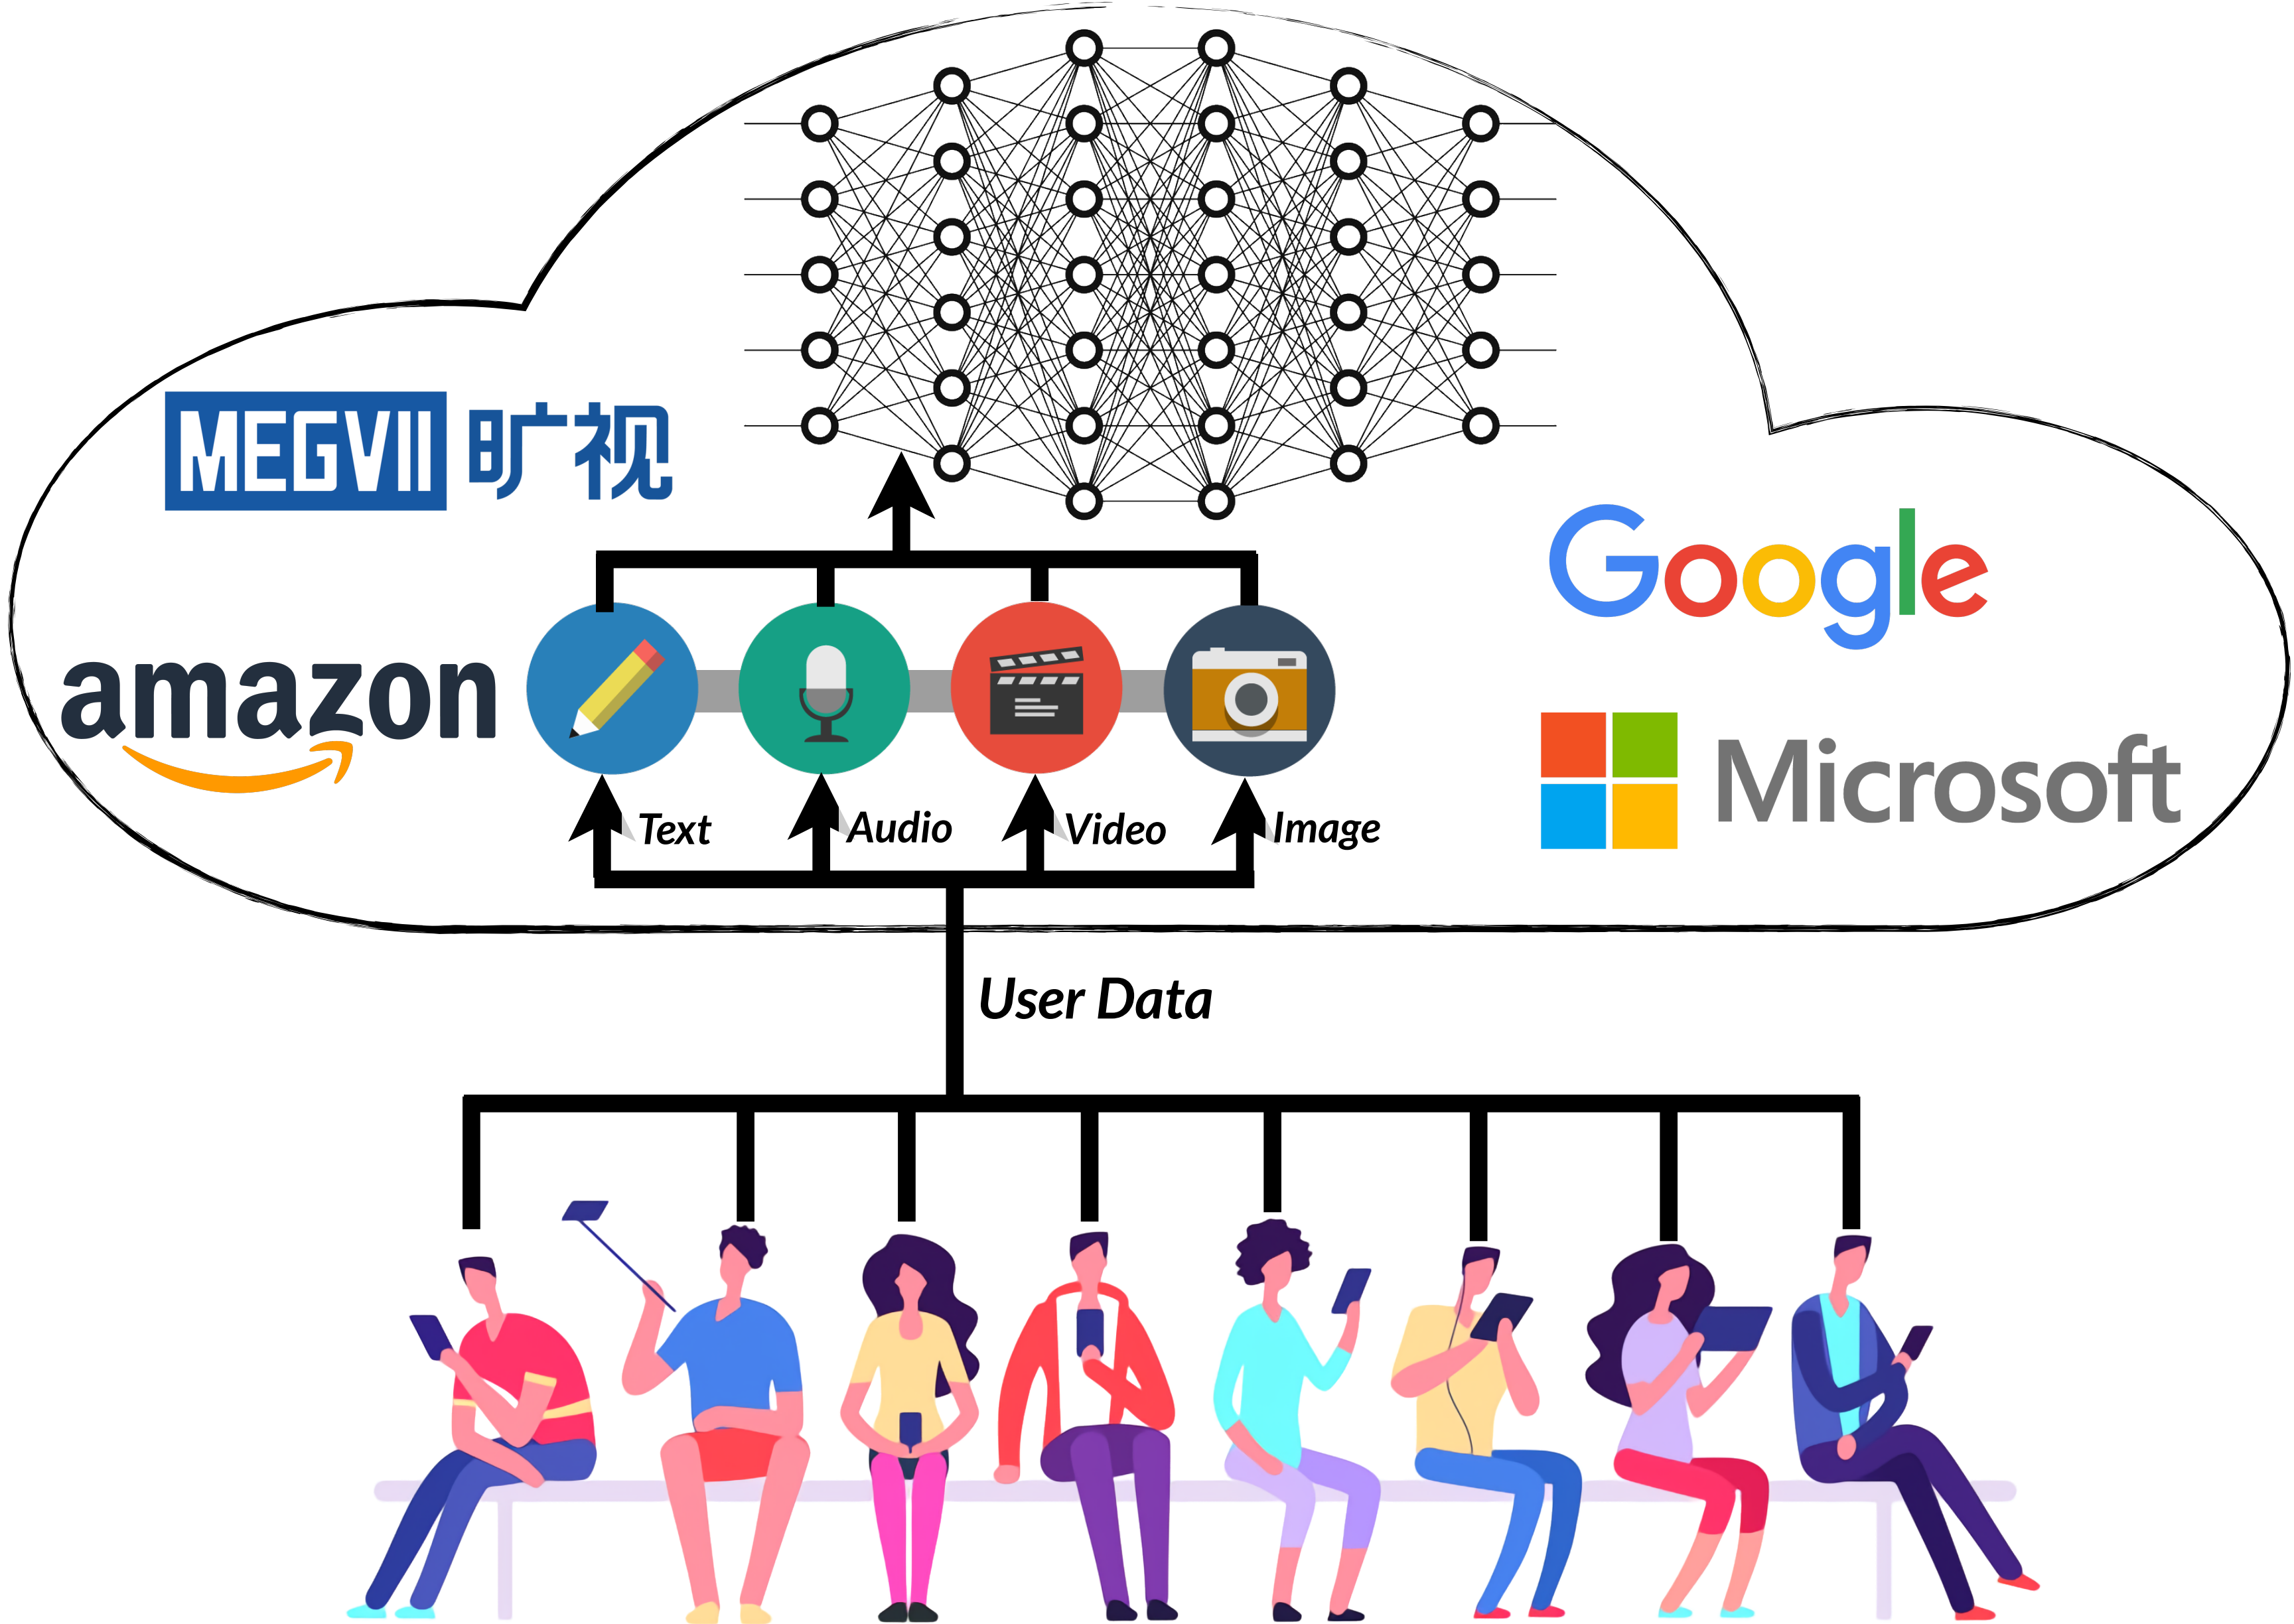 MEGVII 旷视
Google
amazon
Microsoft
Text
Audio
Video
Image
User Data